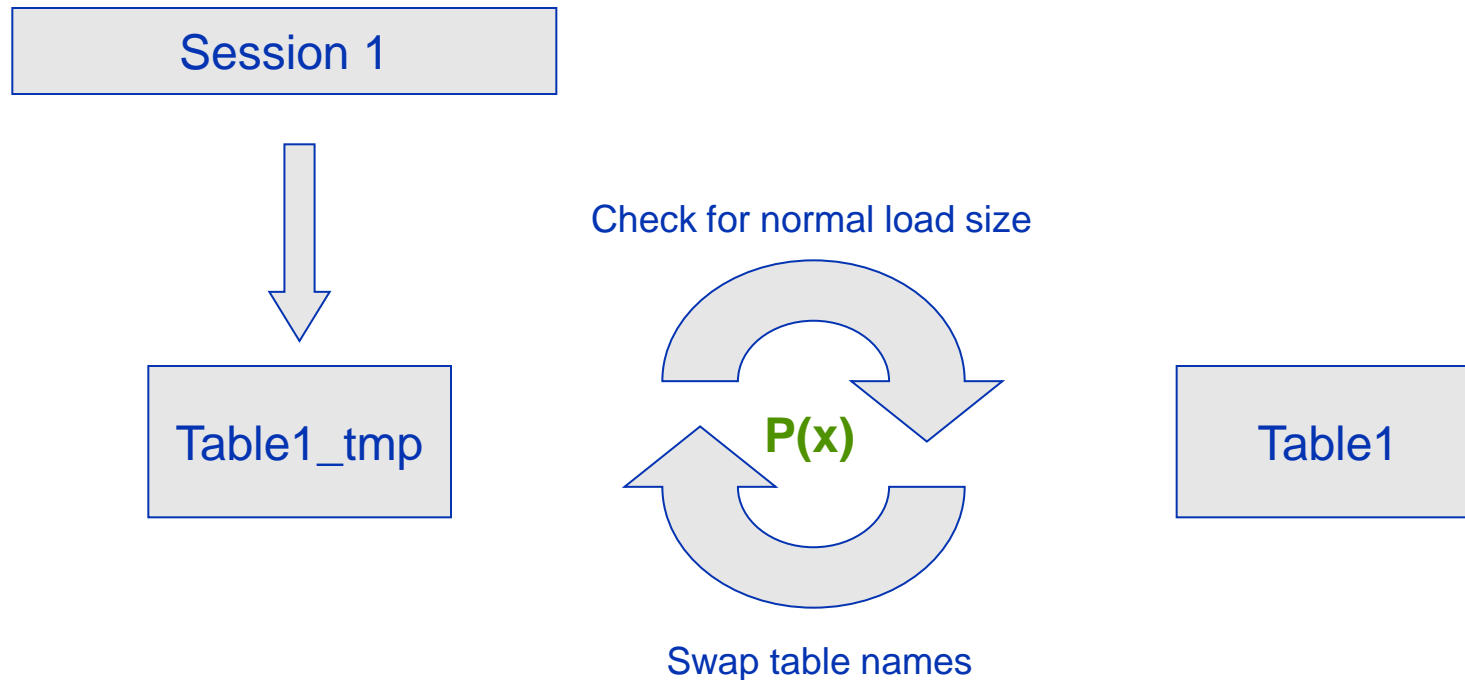 Session 1
Check for normal load size
Table1_tmp
P(x)
Table1
Swap table names